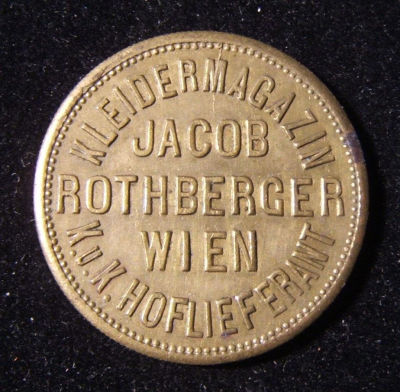 KLEIDERMAGAZIN
JACOB
ROTHBERGER
WIEN
K.u.K. HOFLIEFERANT